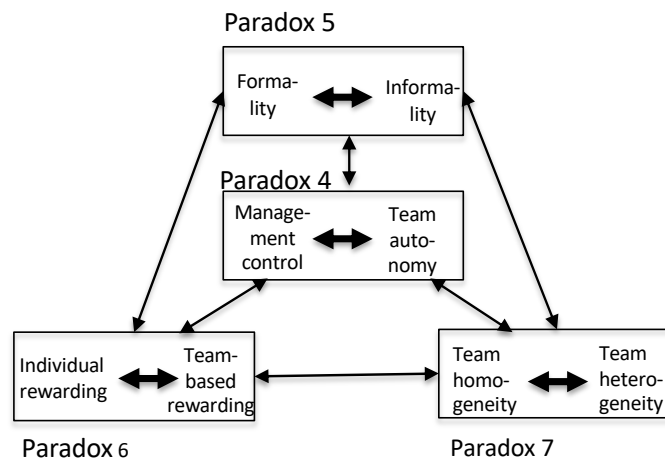 Paradox 5
Forma-
lity
Informa-
lity
Paradox 4
Manage-
ment
control
Team
auto-
nomy
Individual
rewarding
Team-
based
rewarding
Team
homo-
geneity
Team
hetero-
geneity
Paradox 6
Paradox 7